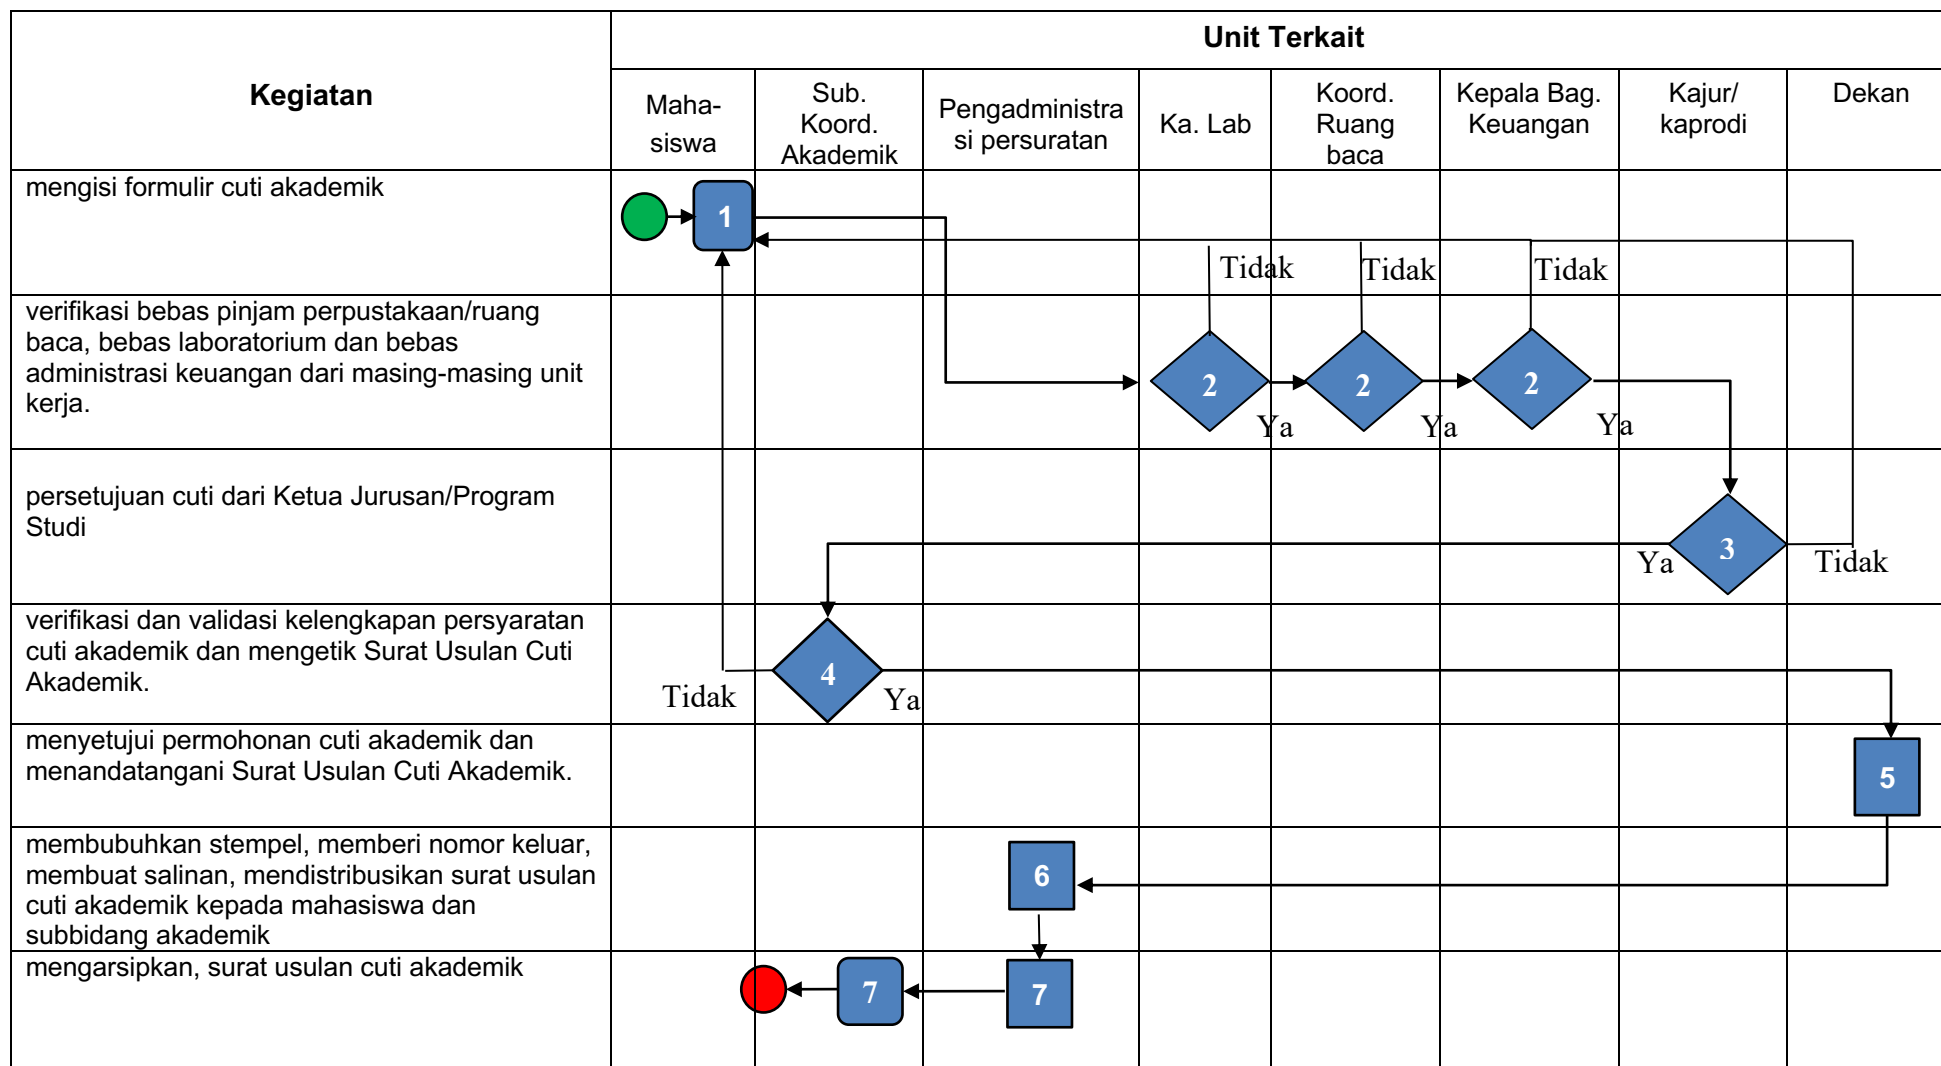 Kegiatan
Unit Terkait
Maha-
siswa
Sub.
Koord.
Akademik
Pengadministra
si persuratan
Ka. Lab
Koord.
Ruang
baca
Kepala Bag.
Keuangan
Kajur/
kaprodi
Dekan
mengisi formulir cuti akademik
1
Tidak
Tidak
Tidak
verifikasi bebas pinjam perpustakaan/ruang
baca, bebas laboratorium dan bebas
administrasi keuangan dari masing-masing unit
kerja.
2
2
2
Ya
Ya
Ya
persetujuan cuti dari Ketua Jurusan/Program
Studi
Ya
3
Tidak
verifikasi dan validasi kelengkapan persyaratan
cuti akademik dan mengetik Surat Usulan Cuti
Akademik.
Tidak
4
Ya
menyetujui permohonan cuti akademik dan
menandatangani Surat Usulan Cuti Akademik.
5
membubuhkan stempel, memberi nomor keluar,
membuat salinan, mendistribusikan surat usulan
cuti akademik kepada mahasiswa dan
subbidang akademik
6
mengarsipkan, surat usulan cuti akademik
7
7